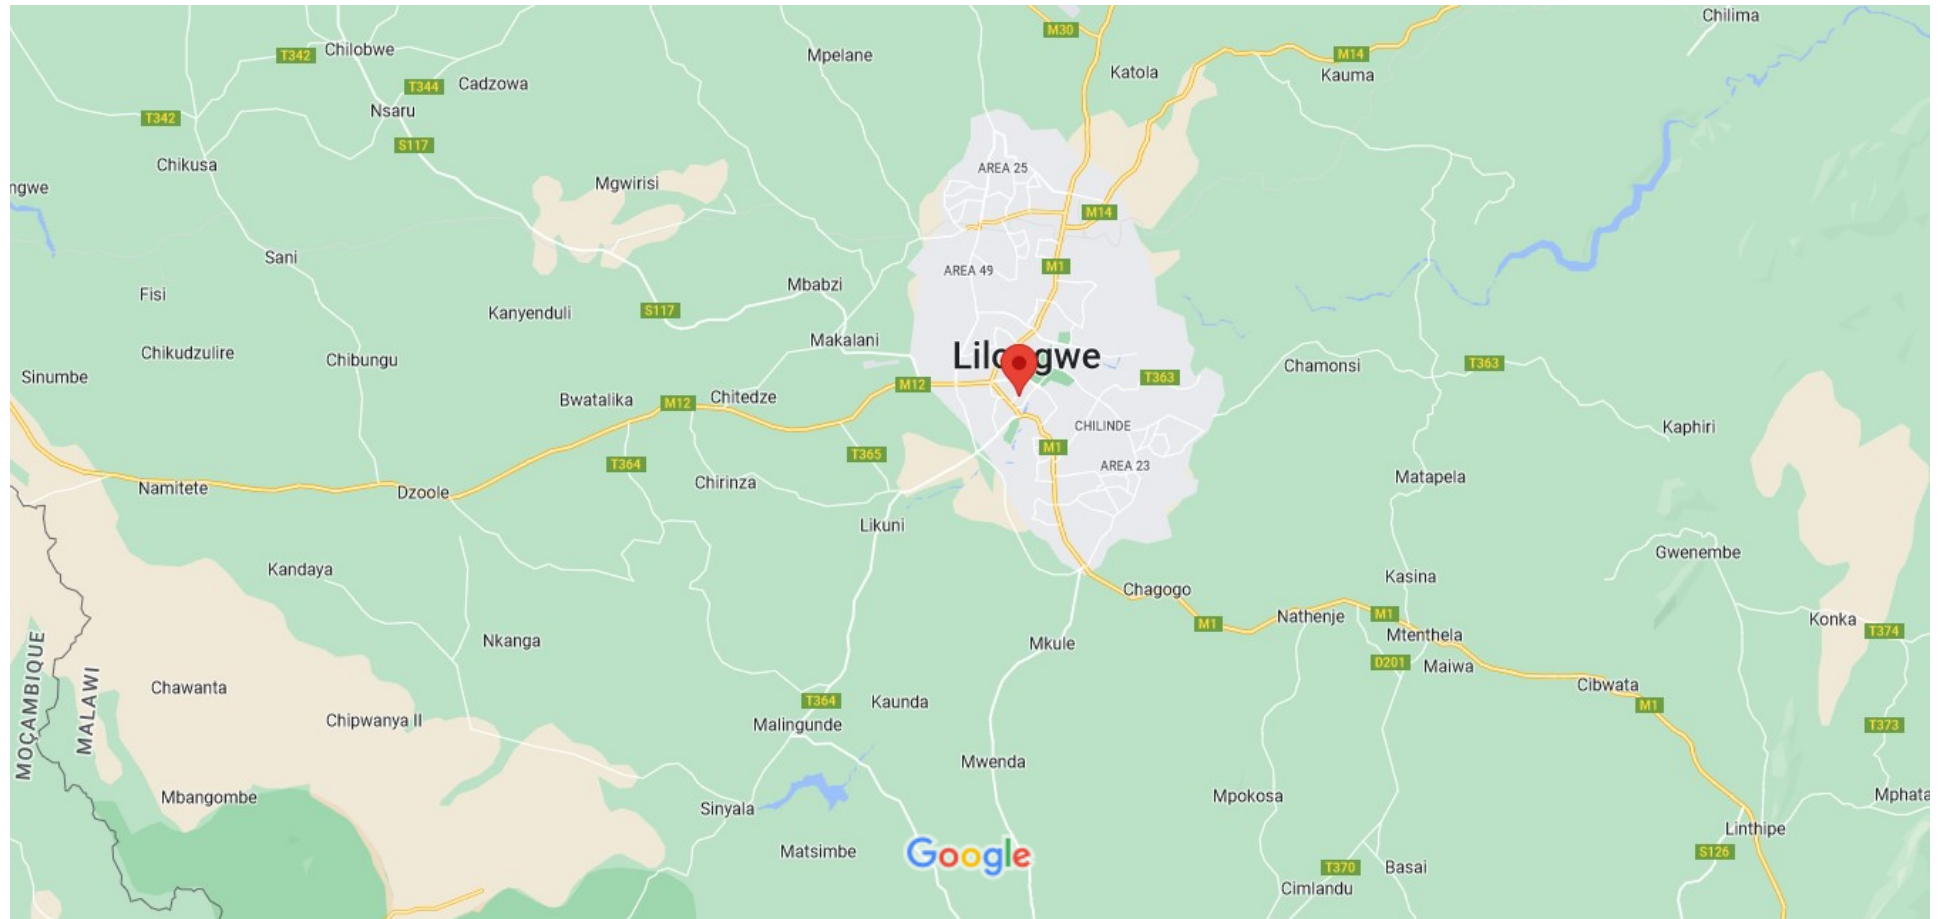 Chilima
M30
T342
Chilobwe
Mpelane
M14
Katola
Kauma
T344
Cadzowa
Nsaru
T342
S117
Chikusa
AREA 25
ngwe
Mgwirisi
M14
Sani
M1
AREA 49
Fisi
Mbabzi
Kanyenduli
S117
Makalani
Chikudzulire
Chibungu
Chamonsi
T363
Sinumbe
T363
M12
Bwatalika
M12
Chitedze
CHILINDE
Kaphiri
M1
T365
T364
AREA 23
Matapela
Namitete
Dzoole
Chirinza
Likuni
Gwenembe
Kandaya
Kasina
Chagogo
Nathenje
M1
M1
Konka
T374
Mtenthela
Nkanga
Mkule
D201
Maiwa
MOÇAMBIQUE
MALAWI
Chawanta
Cibwata
T364
Kaunda
M1
Chipwanya II
Malingunde
T373
Mwenda
Mbangombe
Mpokosa
Mphata
Sinyala
Linthipe
Matsimbe
Google
S126
T370
Basai
Cimlandu